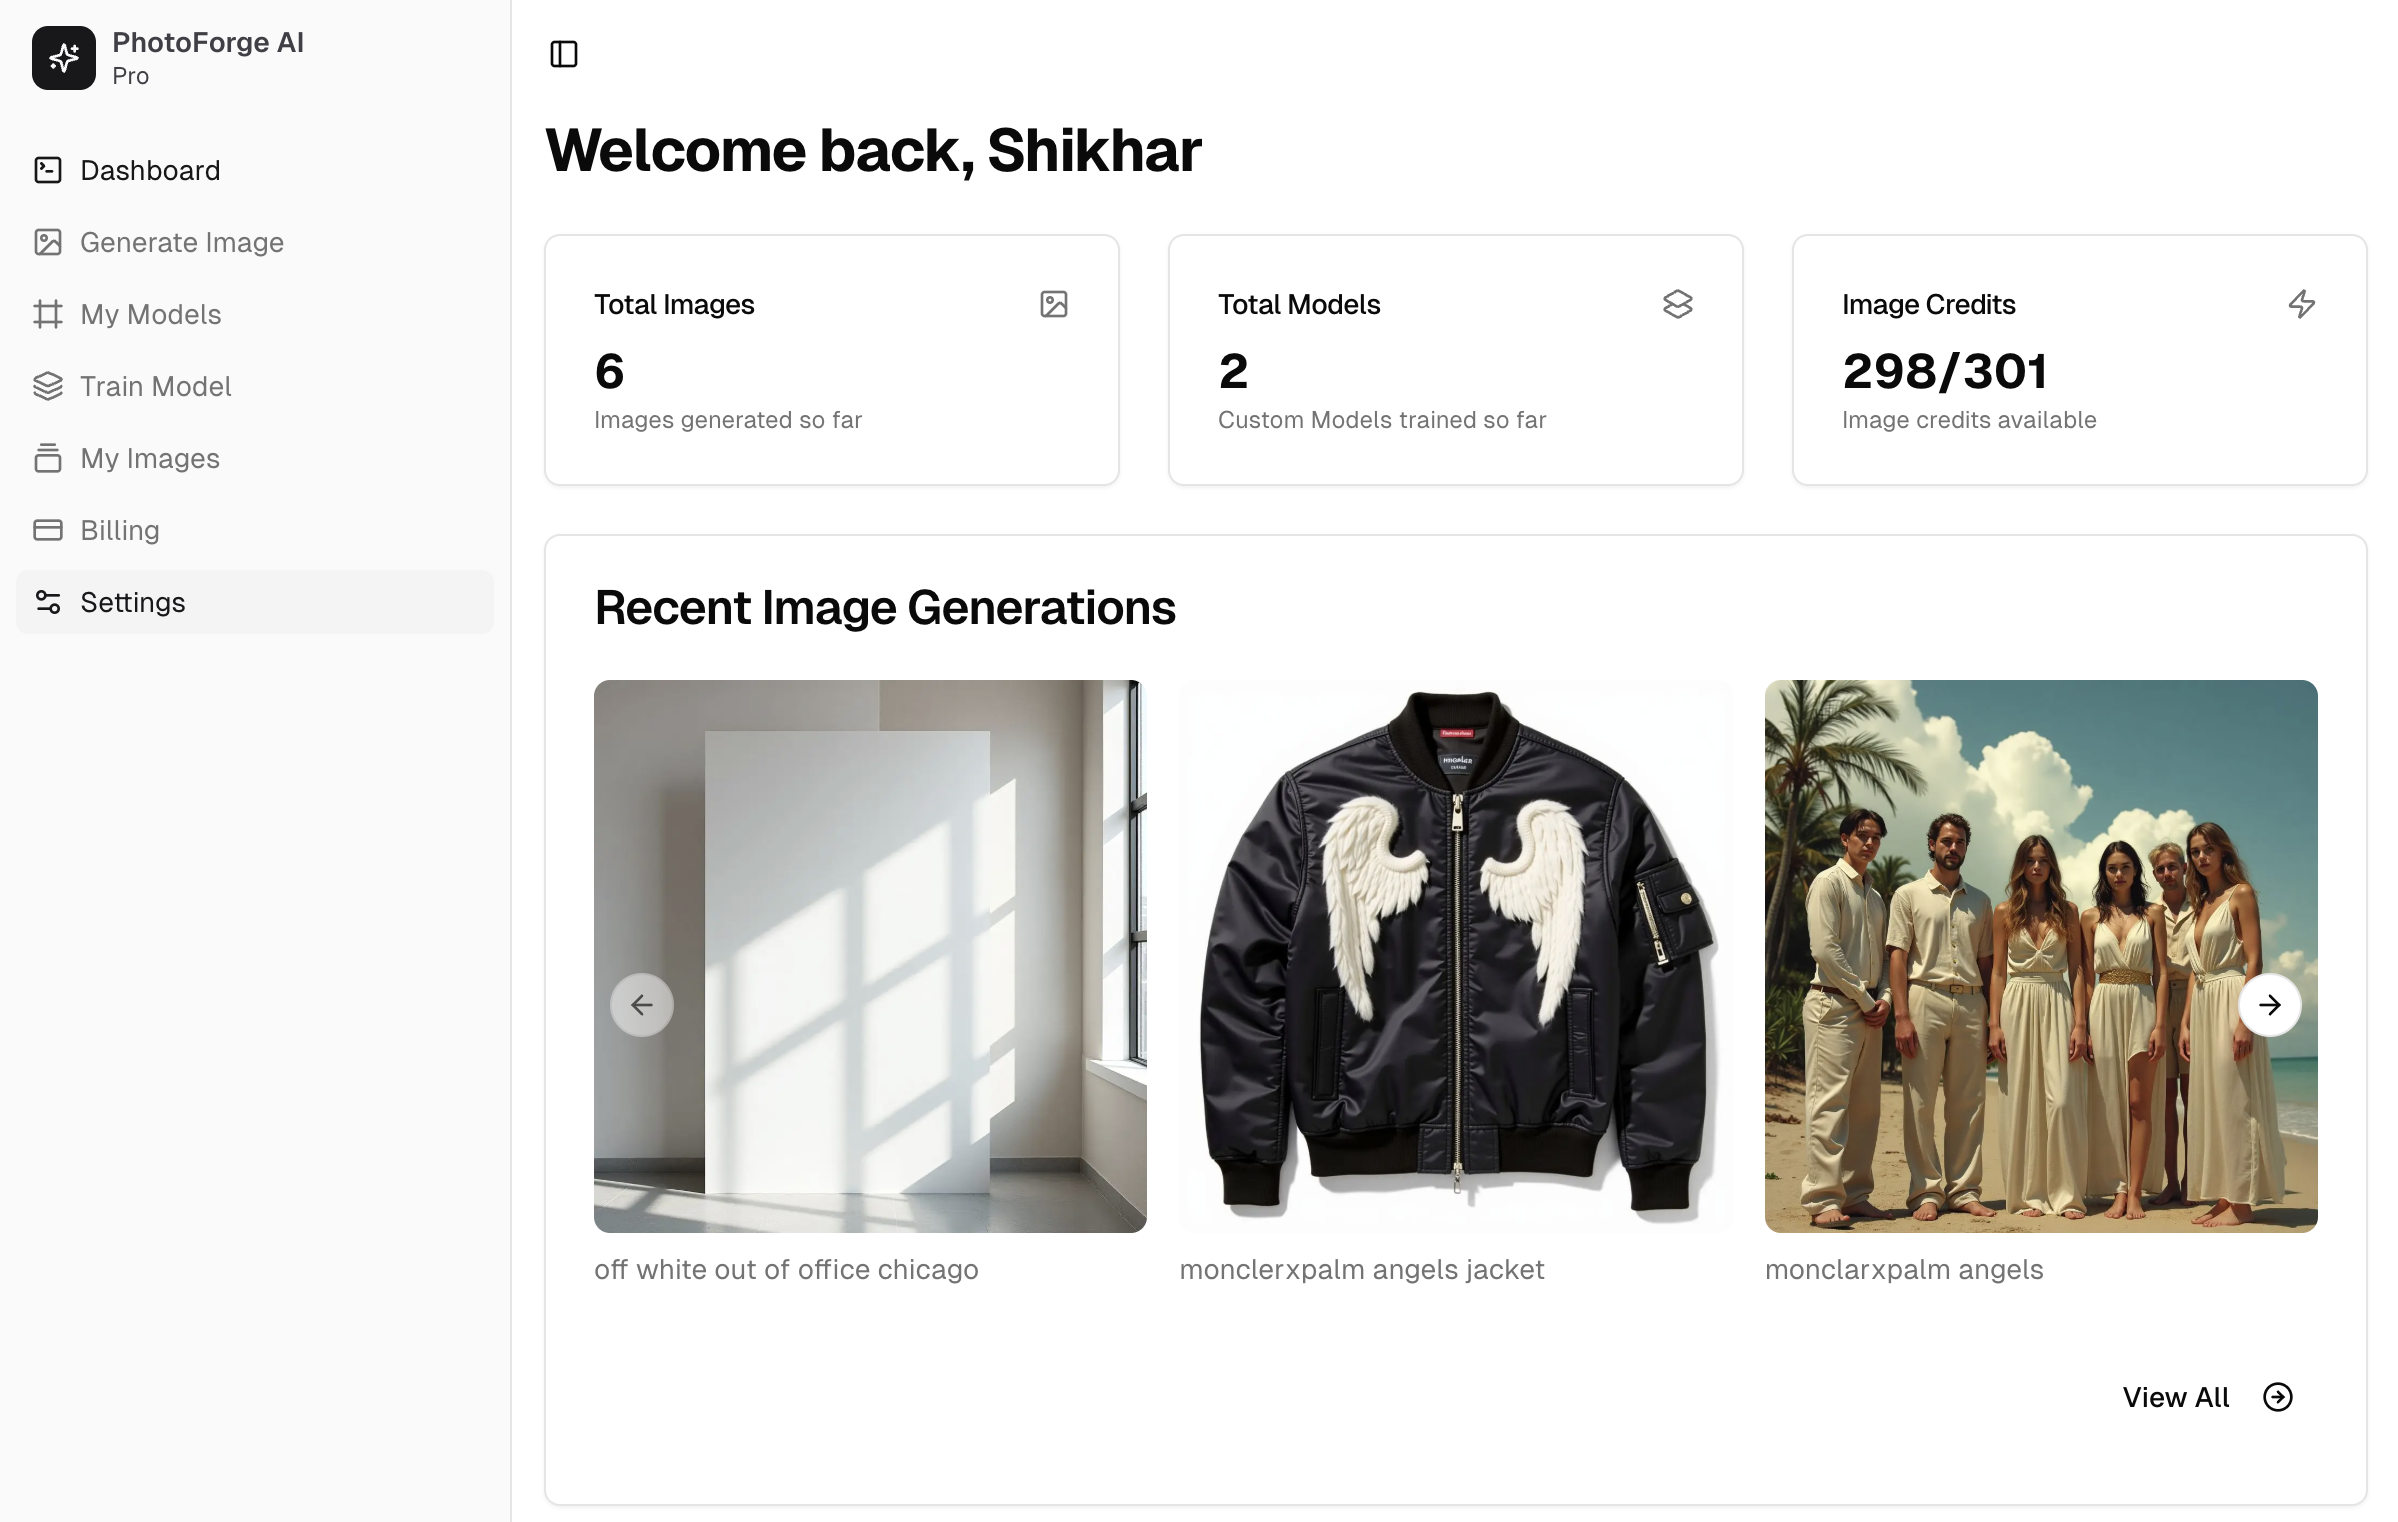 PhotoForge AI
Pro
Dashboard
Generate Image
My Models
Train Model
My Images
Billing
Settings
Welcome back, Shikhar
Total Images
6
Images generated so far
Total Models
2
Custom Models trained so far
Image Credits
298/301
Image credits available
Recent Image Generations
off white out of office chicago
monclerxpalm angels jacket
monclarxpalm angels
View All